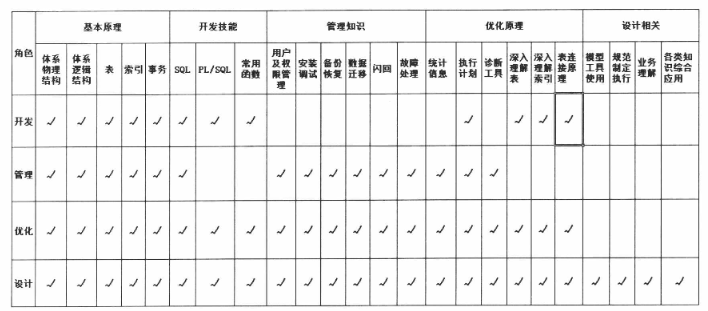 角色 基本原理 开发技能 管理知识 优化原理 设计相关
体系物理结构 体系逻辑结构 表 索引 事务 SQL PL/SQL 常用函数 用户及权限管理 安装调试 备份恢复 数据迁移 闪回 故障处理 统计信息 执行计划 诊断工具 深入理解表 深入理解索引 表连接原理 模型工具使用 规范制定执行 业务理解 各类知识综合应用
开发 ✓ ✓ ✓ ✓ ✓ ✓ ✓ ✓ ✓ ✓ ✓ ✓
管理 ✓ ✓ ✓ ✓ ✓ ✓ ✓ ✓ ✓ ✓ ✓ ✓ ✓ ✓ ✓
优化 ✓ ✓ ✓ ✓ ✓ ✓ ✓ ✓ ✓ ✓ ✓ ✓ ✓ ✓ ✓ ✓ ✓ ✓ ✓ ✓
设计 ✓ ✓ ✓ ✓ ✓ ✓ ✓ ✓ ✓ ✓ ✓ ✓ ✓ ✓ ✓ ✓ ✓ ✓ ✓ ✓ ✓ ✓ ✓ ✓